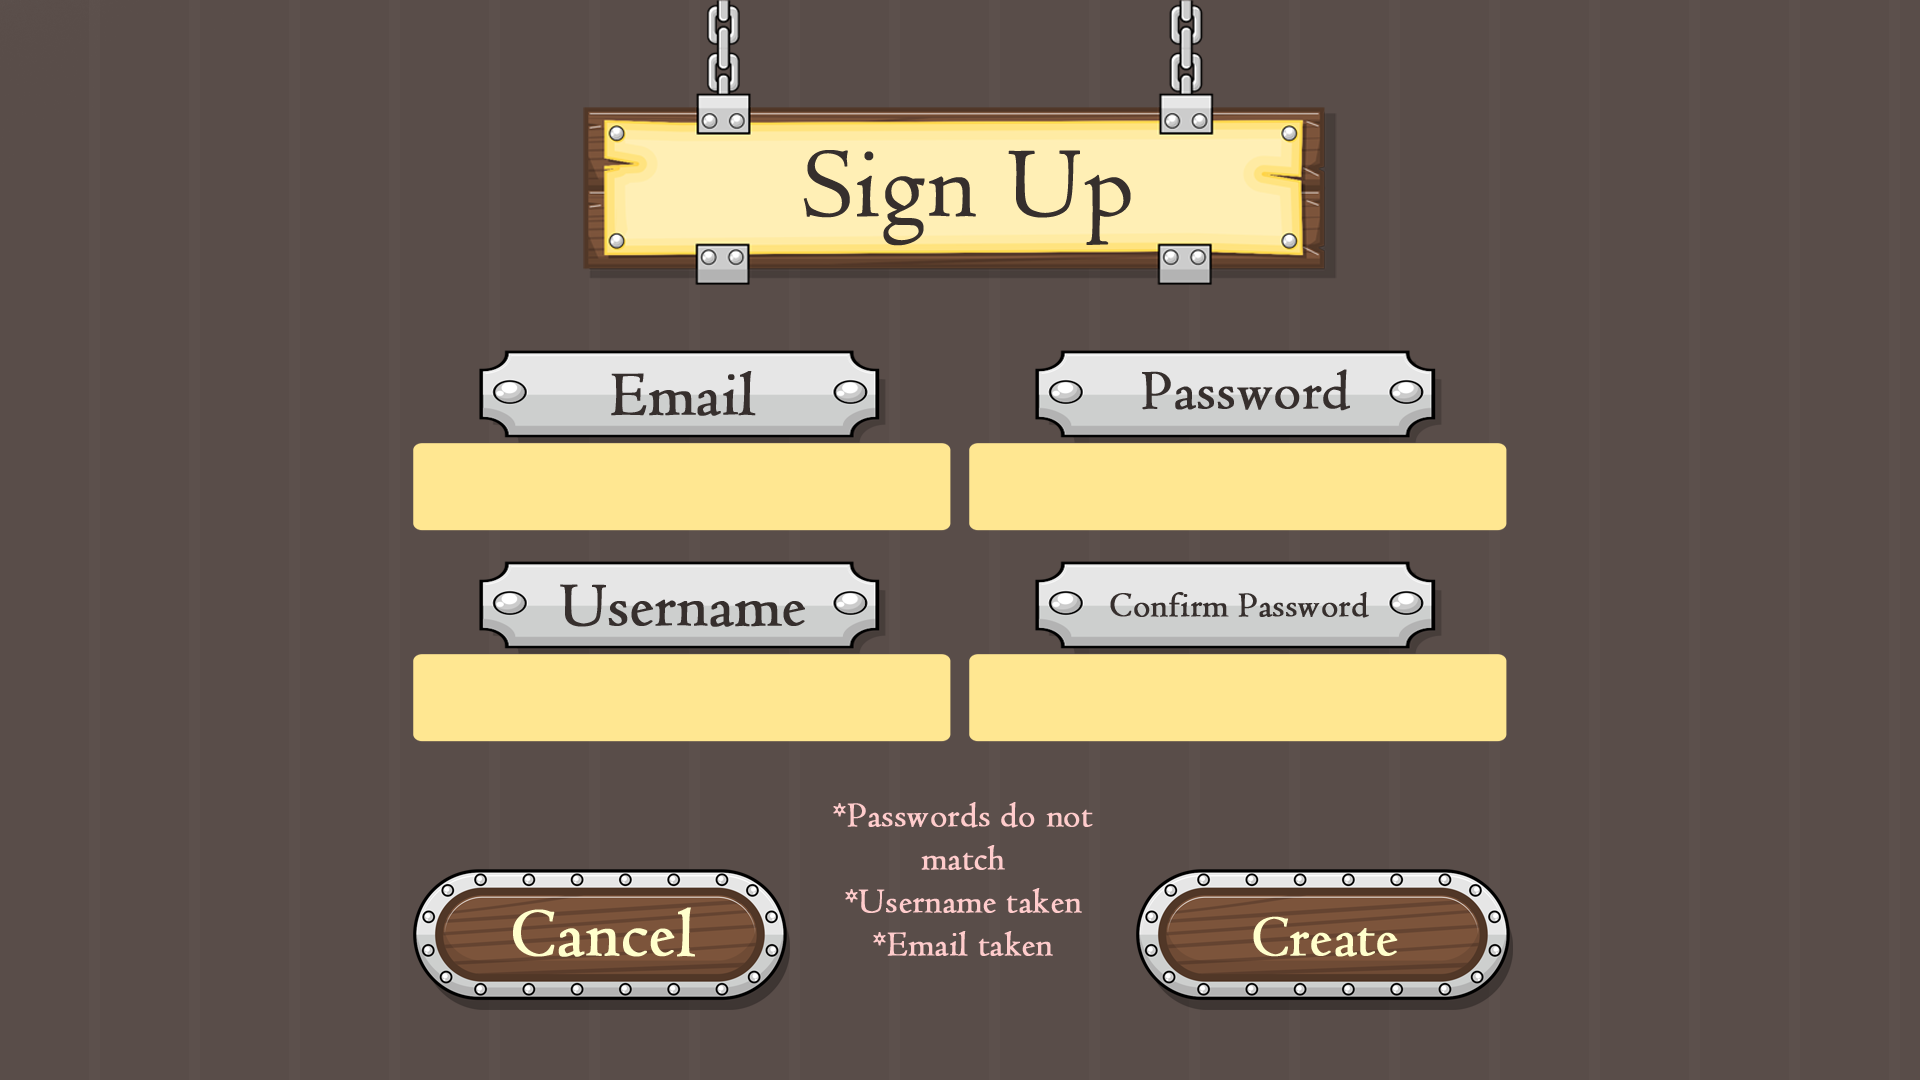 Sign Up
Email
Password
Username
Confirm Password
*Passwords do not
match
*Username taken
*Email taken
Cancel
Create